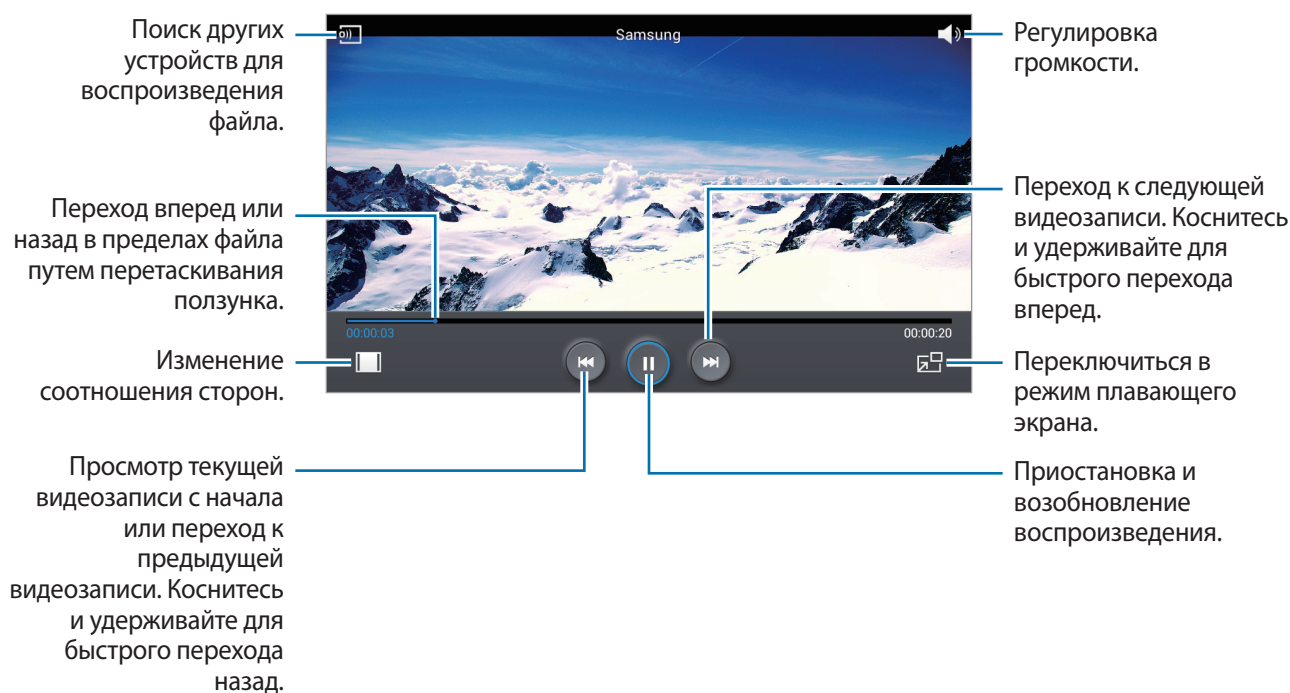 Поиск других
устройств для
воспроизведения
файла.
Переход вперед или
назад в пределах файла
путем перетаскивания
ползунка.
Изменение
соотношения сторон.
Просмотр текущей
видеозаписи с начала
или переход к
предыдущей
видеозаписи. Коснитесь
и удерживайте для
быстрого перехода
назад.
Samsung
00:00:03
00:00:20
Регулировка
громкости.
Переход к следующей
видеозаписи. Коснитесь
и удерживайте для
быстрого перехода
вперед.
Переключиться в
режим плавающего
экрана.
Приостановка и
возобновление
воспроизведения.